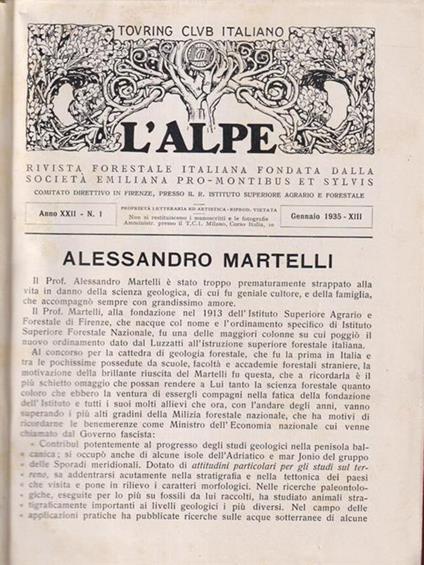 TOVRING CLVB ITALIANO
L'ALPE
RIVISTA FORESTALE ITALIANA FONDATA DALLA
SOCIETÀ EMILIANA PRO-MONTIBUS ET SYLVIS
COMITATO DIRETTIVO IN FIRENZE, PRESSO IL R. ISTITUTO SUPERIORE AGRARIO E FORESTALE
Anno XXII - N. 1
PROPRIETÀ LETTERARIA ED ARTISTICA - RIPROD. VIETATA
Non si restituiscono i manoscritti e le fotografie
Amministr. presso il T.C.I. Milano, Corso Italia, 10
Gennaio 1935 - XIII
ALESSANDRO MARTELLI
Il Prof. Alessandro Martelli è stato troppo prematuramente strappato alla
vita in danno della scienza geologica, di cui fu geniale cultore, e della famiglia,
che accompagnò sempre con grandissimo amore.
Il Prof. Martelli, alla fondazione nel 1913 dell'Istituto Superiore Agrario e
Forestale di Firenze, che nacque col nome e l'ordinamento specifico di Istituto
Superiore Forestale Nazionale, fu una delle maggiori colonne su cui poggiò il
nuovo ordinamento dato dal Luzzatti all'istruzione superiore forestale italiana.
Al concorso per la cattedra di geologia forestale, che fu la prima in Italia e
tra le pochissime possedute da scuole, facoltà e accademie forestali straniere, la
motivazione della brillante riuscita del Martelli fu questa, che a ricordarla è il
più schietto omaggio che possan rendere a Lui tanto la scienza forestale quanto
coloro che ebbero la ventura di essergli compagni nella fatica della fondazione
dell'Istituto e tutti i suoi molti allievi che ora, con l'andare degli anni, vanno
superando i più alti gradini della Milizia forestale nazionale, che ha motivi di
ricordarne le benemerenze come Ministro dell'Economia nazionale cui venne
chiamato dal Governo fascista:
« Contribuì potentemente al progresso degli studi geologici nella penisola bal-
« canica; si occupò anche di alcune isole dell'Adriatico e mar Jonio del gruppo
« delle Sporadi meridionali. Dotato di attitudini particolari per gli studi sul ter-
« reno, sa addentrarsi acutamente nella stratigrafia e nella tettonica dei paesi
« che visita e pone in rilievo i caratteri morfologici. Nelle ricerche paleontolo-
« giche, eseguite per lo più su fossili da lui raccolti, ha studiato animali stra-
« tigraficamente importanti ai livelli geologici i più diversi. Nel campo delle
« applicazioni pratiche ha pubblicate ricerche sulle acque sotterranee di alcune